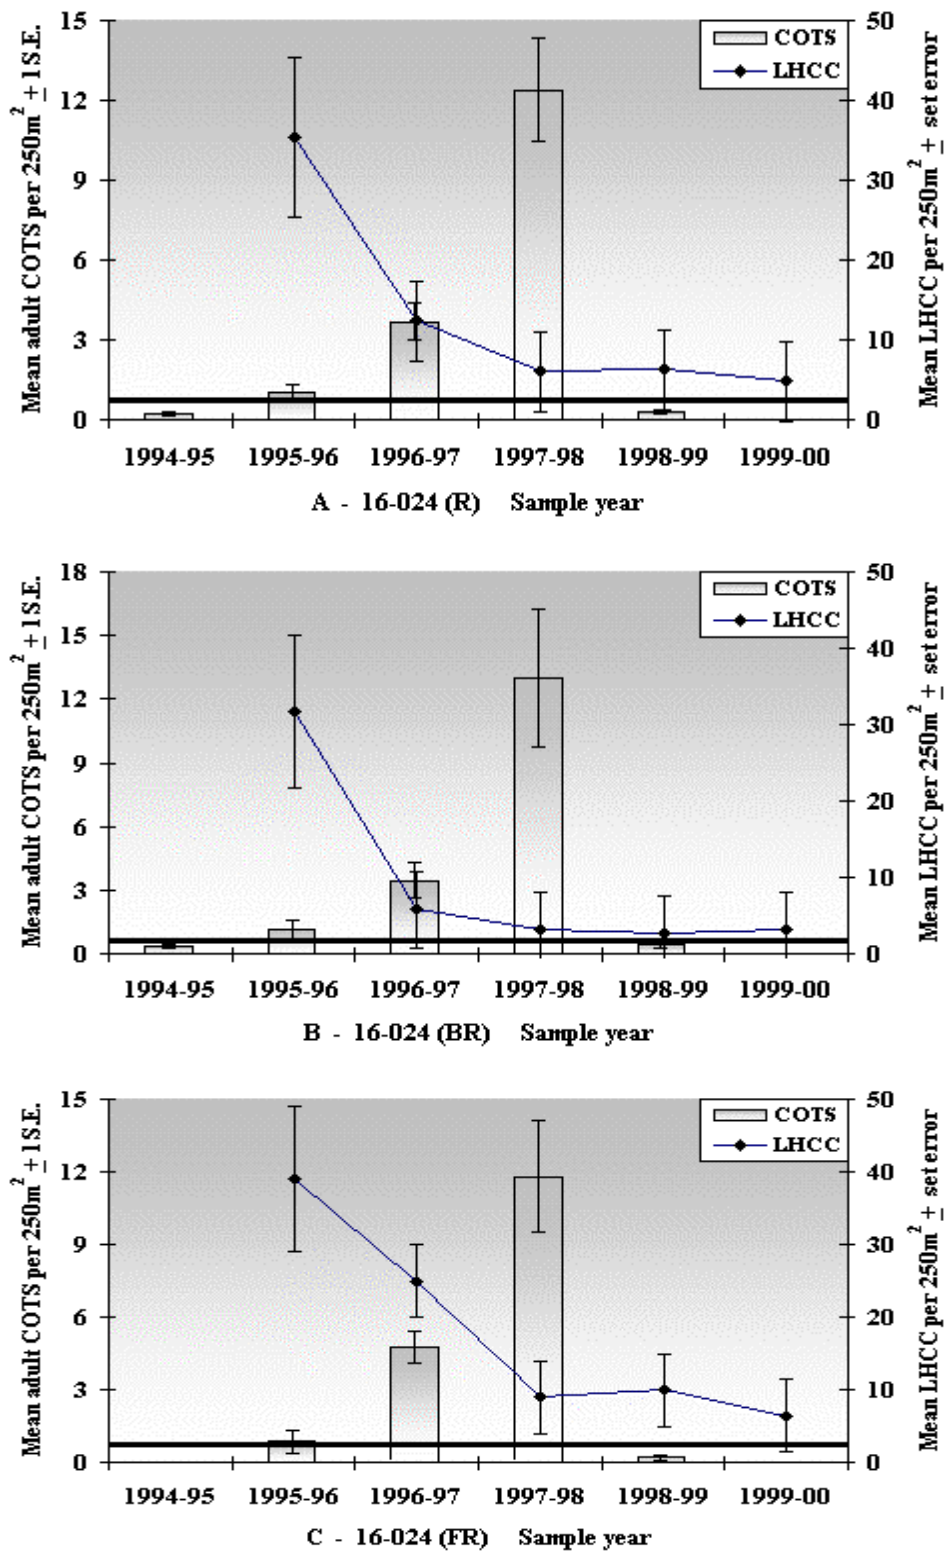 Mean adult COTS per 250m² ± 1 S.E.
15
12
9
6
3
0
COTS
LHCC
50
40
30
20
10
0
Mean LHCC per 250m² ± set error
1994-95 1995-96 1996-97 1997-98 1998-99 1999-00
A - 16-024 (R) Sample year
Mean adult COTS per 250m² ± 1 S.E.
18
15
12
9
6
3
0
COTS
LHCC
50
40
30
20
10
0
Mean LHCC per 250m² ± set error
1994-95 1995-96 1996-97 1997-98 1998-99 1999-00
B - 16-024 (BR) Sample year
Mean adult COTS per 250m² ± 1 S.E.
15
12
9
6
3
0
COTS
LHCC
50
40
30
20
10
0
Mean LHCC per 250m² ± set error
1994-95 1995-96 1996-97 1997-98 1998-99 1999-00
C - 16-024 (FR) Sample year